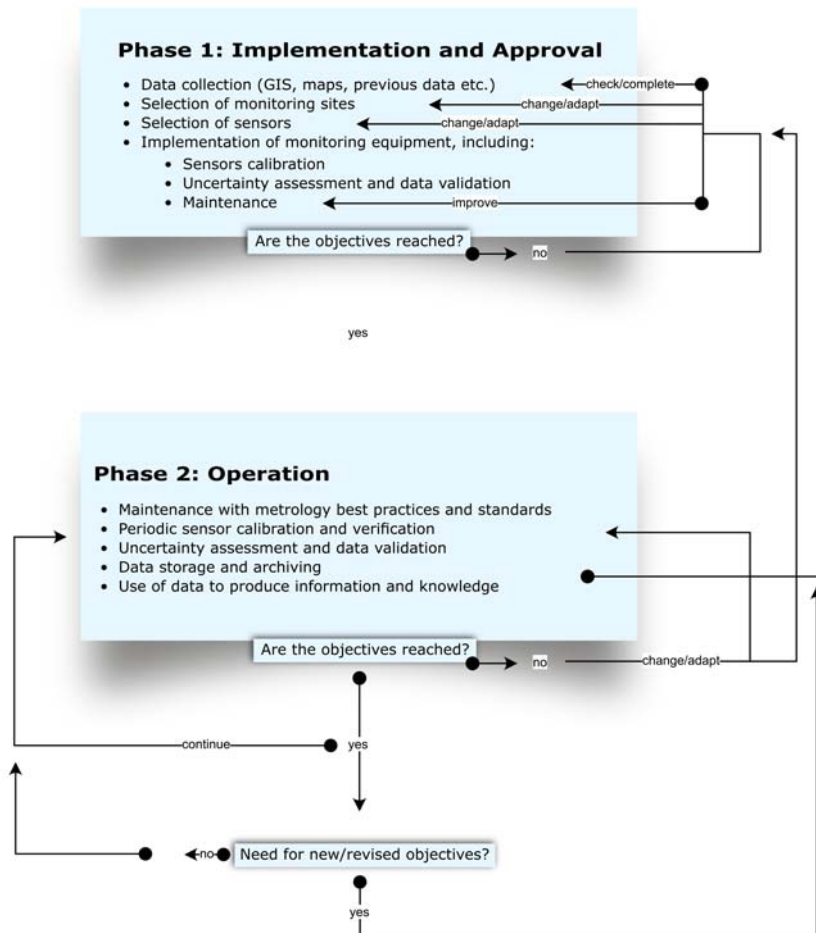 Phase 1: Implementation and Approval
• Data collection (GIS, maps, previous data etc.)
check/complete
• Selection of monitoring sites
change/adapt
• Selection of sensors
change/adapt
• Implementation of monitoring equipment, including:
• Sensors calibration
• Uncertainty assessment and data validation
• Maintenance
improve
Are the objectives reached?
no
yes
Phase 2: Operation
• Maintenance with metrology best practices and standards
• Periodic sensor calibration and verification
• Uncertainty assessment and data validation
• Data storage and archiving
• Use of data to produce information and knowledge
Are the objectives reached?
no
change/adapt
continue
yes
no
Need for new/revised objectives?
yes